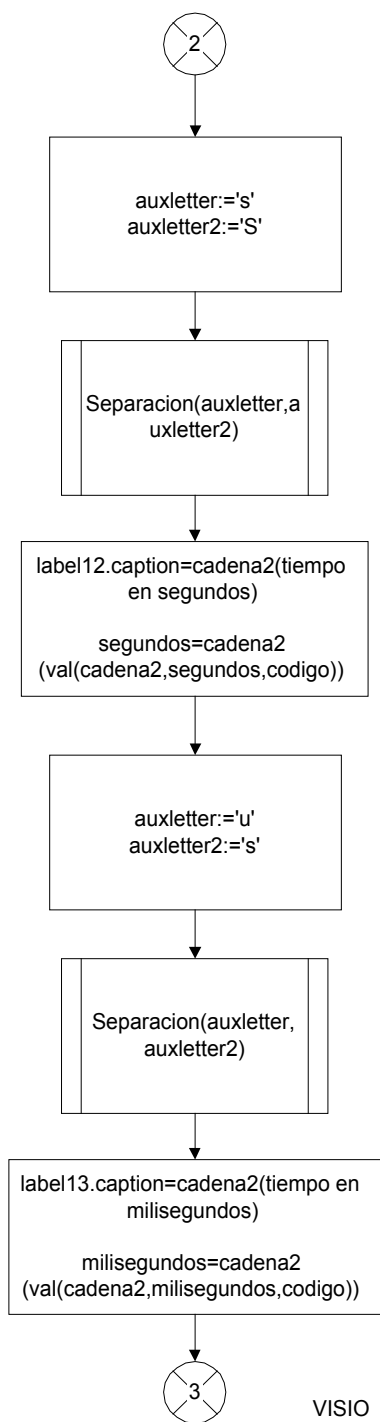 2
auxletter:='s'
auxletter2:='S'
Separacion(auxletter,a
uxletter2)
label12.caption=cadena2(tiempo
en segundos)
segundos=cadena2
(val(cadena2,segundos,codigo))
auxletter:='u'
auxletter2:='s'
Separacion(auxletter,
auxletter2)
label13.caption=cadena2(tiempo en
milisegundos)
milisegundos=cadena2
(val(cadena2,milisegundos,codigo))
3
VISIO